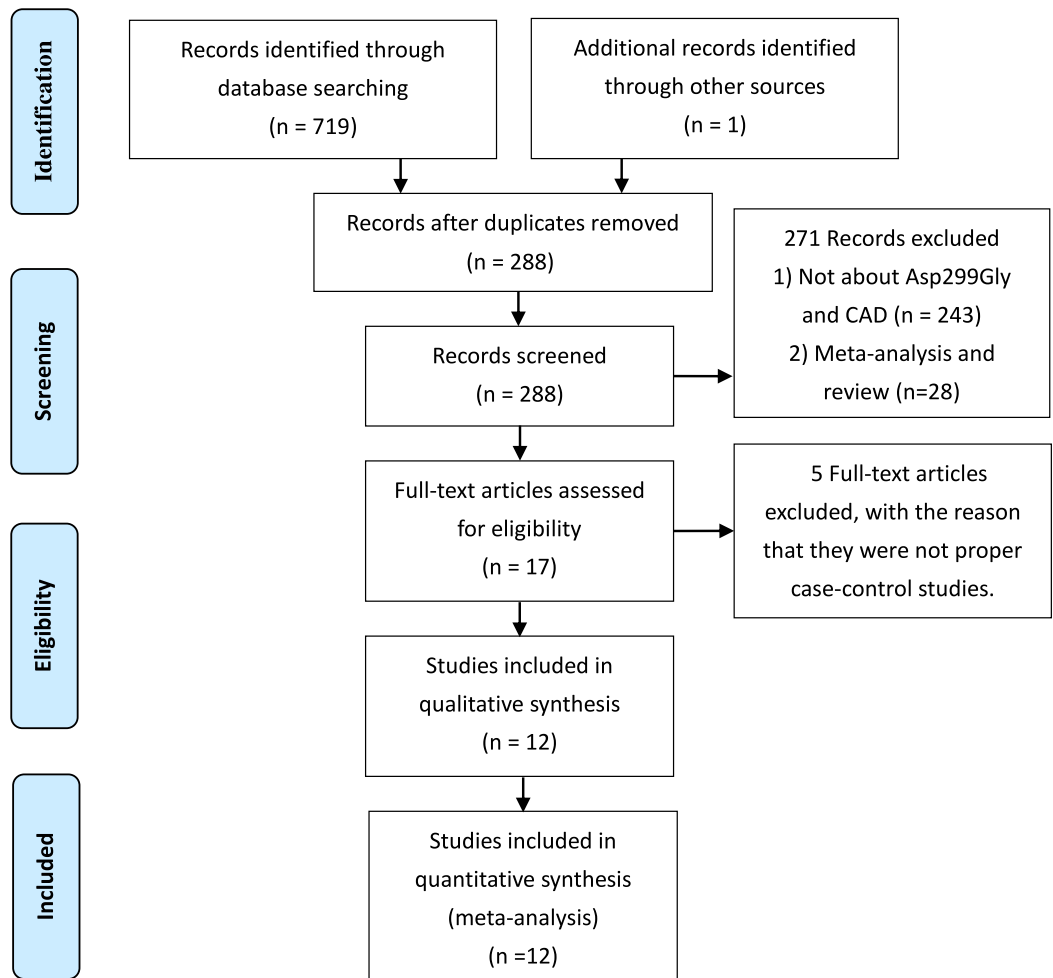 Identification
Records identified through
database searching
(n = 719)
Additional records identified
through other sources
(n = 1)
Records after duplicates removed
(n = 288)
Screening
Records screened
(n = 288)
271 Records excluded
1) Not about Asp299Gly
and CAD (n = 243)
2) Meta-analysis and
review (n=28)
Eligibility
Full-text articles assessed
for eligibility
(n = 17)
5 Full-text articles
excluded, with the reason
that they were not proper
case-control studies.
Studies included in
qualitative synthesis
(n = 12)
Included
Studies included in
quantitative synthesis
(meta-analysis)
(n =12)